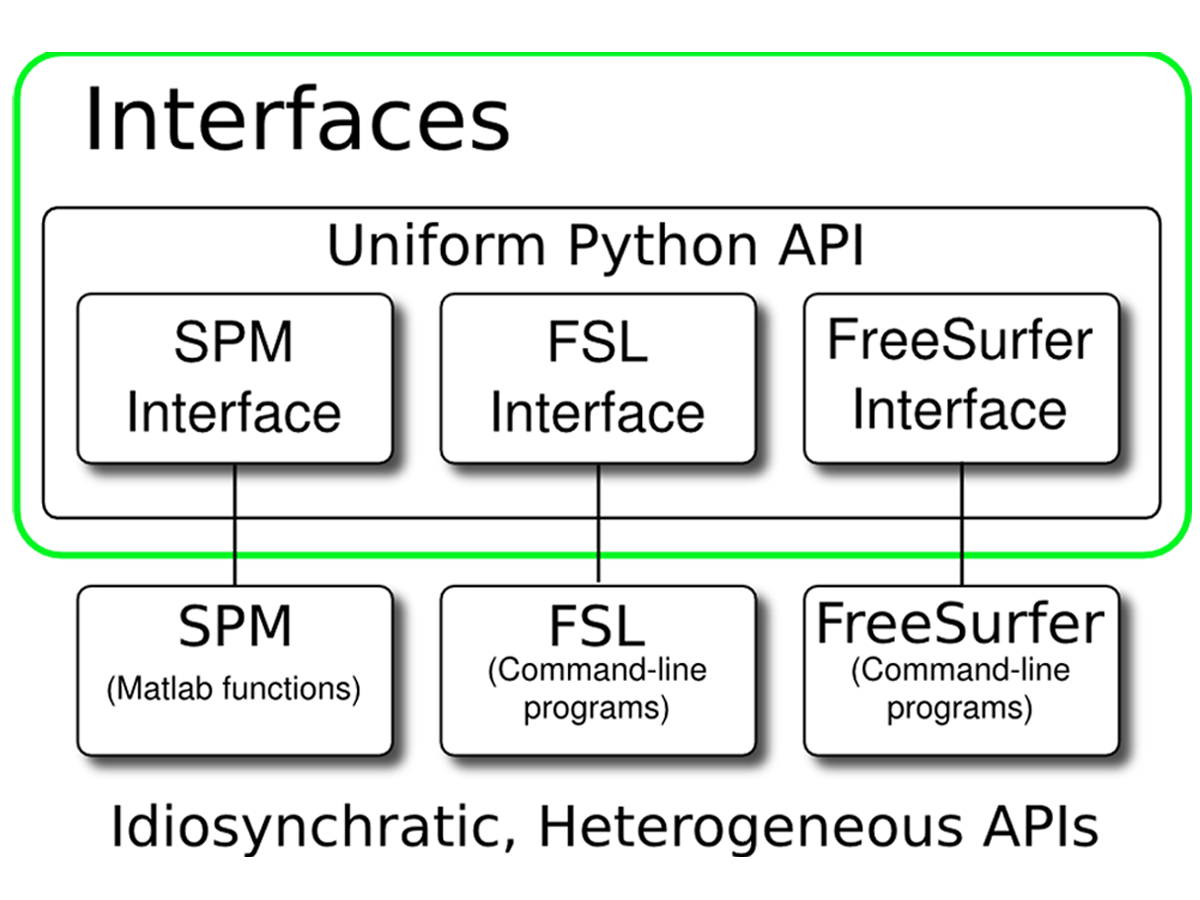 Interfaces
Uniform Python API
SPM
Interface
FSL
Interface
FreeSurfer
Interface
SPM
(Matlab functions)
FSL
(Command-line
programs)
FreeSurfer
(Command-line
programs)
Idiosynchratic, Heterogeneous APIs